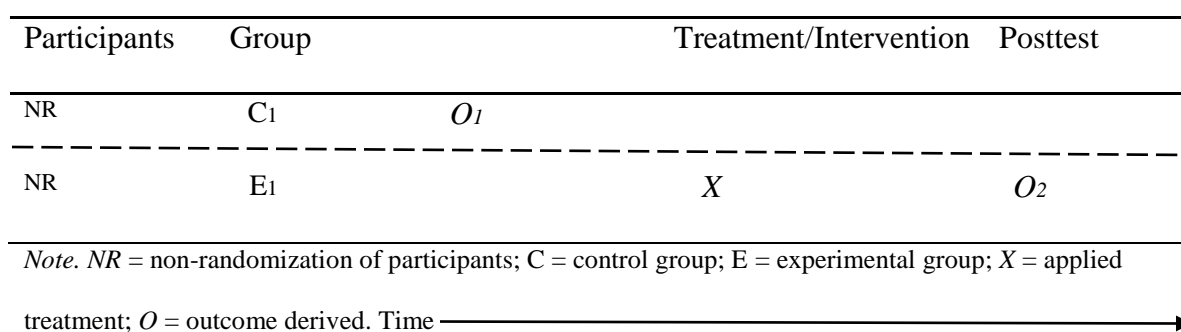 Participants Group Treatment/Intervention Posttest
NR C1 O1
NR E1 X O2
Note. NR = non-randomization of participants; C = control group; E = experimental group; X = applied
treatment; O = outcome derived. Time